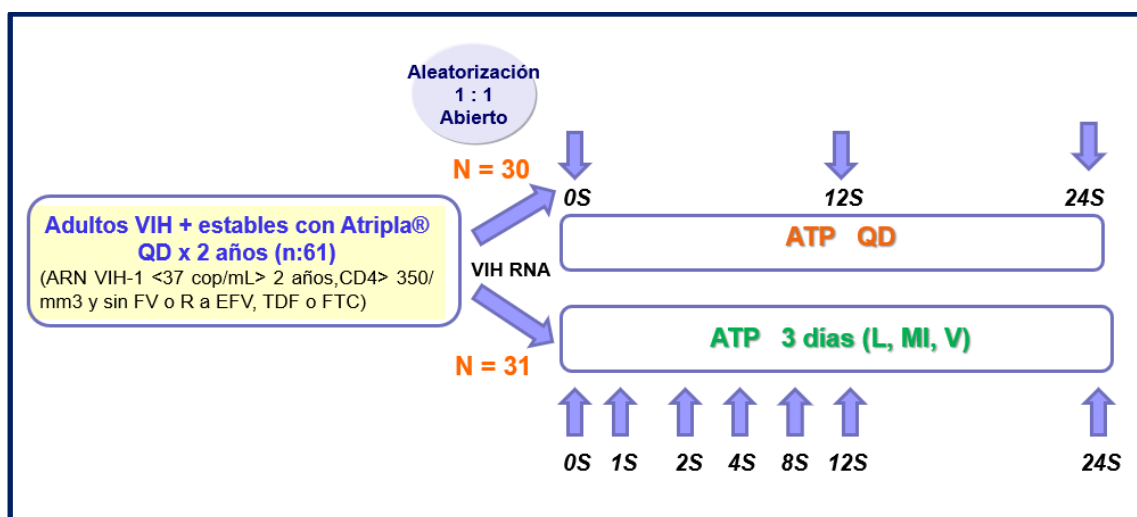 Aleatorización
1 : 1
Abierto
N = 30
0S 12S 24S
Adultos VIH + estables con Atripla®
QD x 2 años (n:61)
(ARN VIH-1 <37 cop/mL> 2 años,CD4> 350/
mm3 y sin FV o R a EFV, TDF o FTC)
VIH RNA
ATP QD
ATP 3 dias (L, MI, V)
N = 31
0S 1S 2S 4S 8S 12S 24S